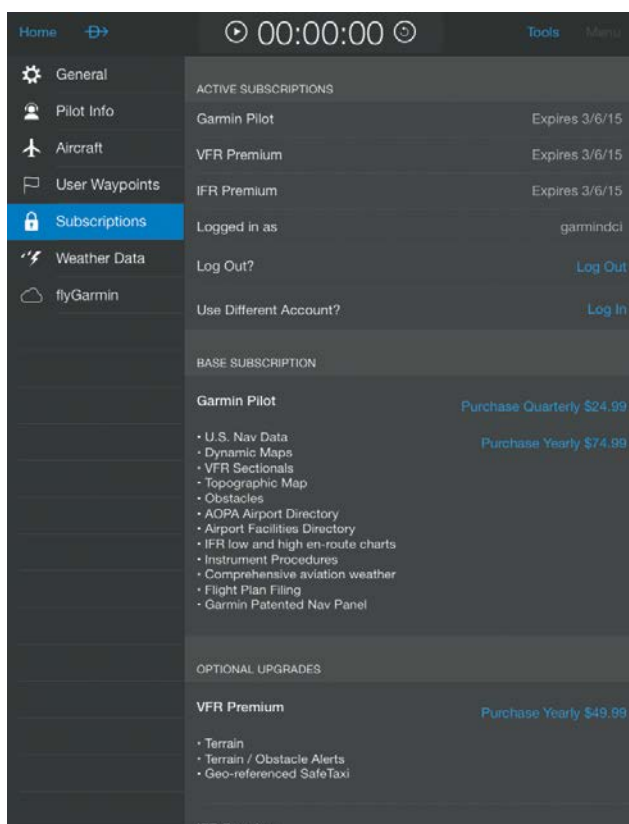 Home
00:00:00
Tools
Menu
General
Pilot Info
Aircraft
User Waypoints
Subscriptions
Weather Data
flyGarmin
ACTIVE SUBSCRIPTIONS
Garmin Pilot Expires 3/6/15
VFR Premium Expires 3/6/15
IFR Premium Expires 3/6/15
Logged in as garmindci
Log Out? Log Out
Use Different Account? Log In
BASE SUBSCRIPTION
Garmin Pilot Purchase Quarterly $24.99
Purchase Yearly $74.99
• U.S. Nav Data
• Dynamic Maps
• VFR Sectionals
• Topographic Map
• Obstacles
• AOPA Airport Directory
• Airport Facilities Directory
• IFR low and high en-route charts
• Instrument Procedures
• Comprehensive aviation weather
• Flight Plan Filing
• Garmin Patented Nav Panel
OPTIONAL UPGRADES
VFR Premium Purchase Yearly $49.99
• Terrain
• Terrain / Obstacle Alerts
• Geo-referenced SafeTaxi